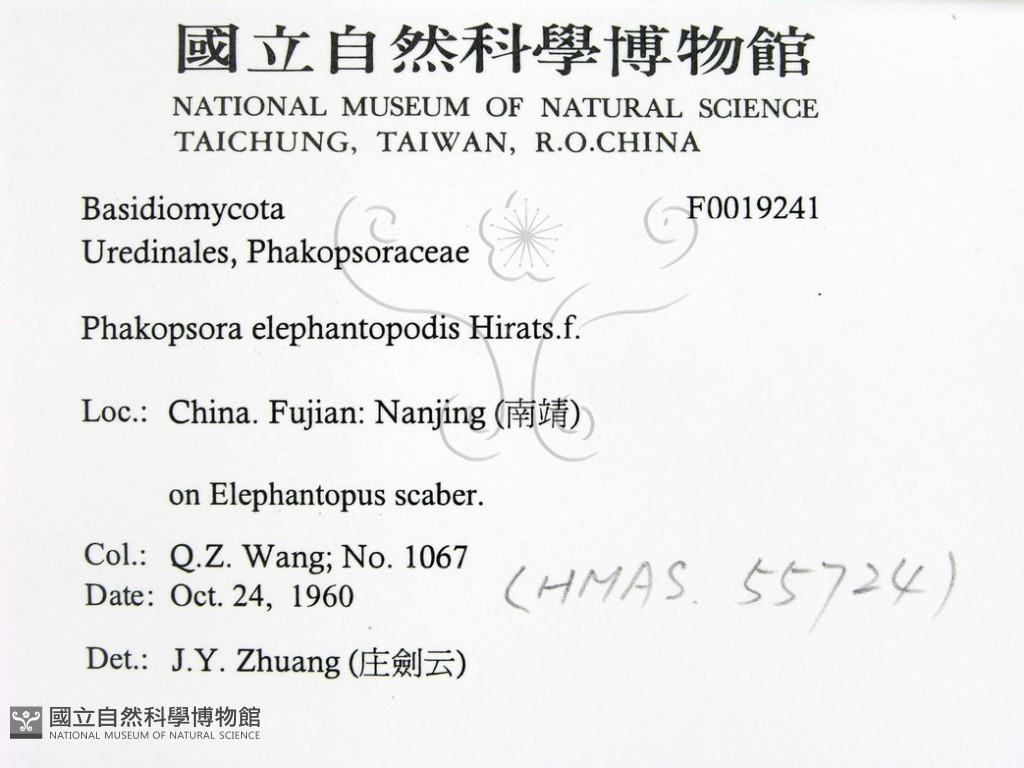 國立自然科學博物館
NATIONAL MUSEUM OF NATURAL SCIENCE
TAICHUNG, TAIWAN, R.O.CHINA
Basidiomycota F0019241
Uredinales, Phakopsoraceae
Phakopsora elephantopodis Hirats.f.
Loc.: China. Fujian: Nanjing (南靖)
on Elephantopus scaber.
Col.: Q.Z. Wang; No. 1067
Date: Oct. 24, 1960
(HMAS. 55724)
Det.: J.Y. Zhuang (庄劍云)
國立自然科學博物館
NATIONAL MUSEUM OF NATURAL SCIENCE